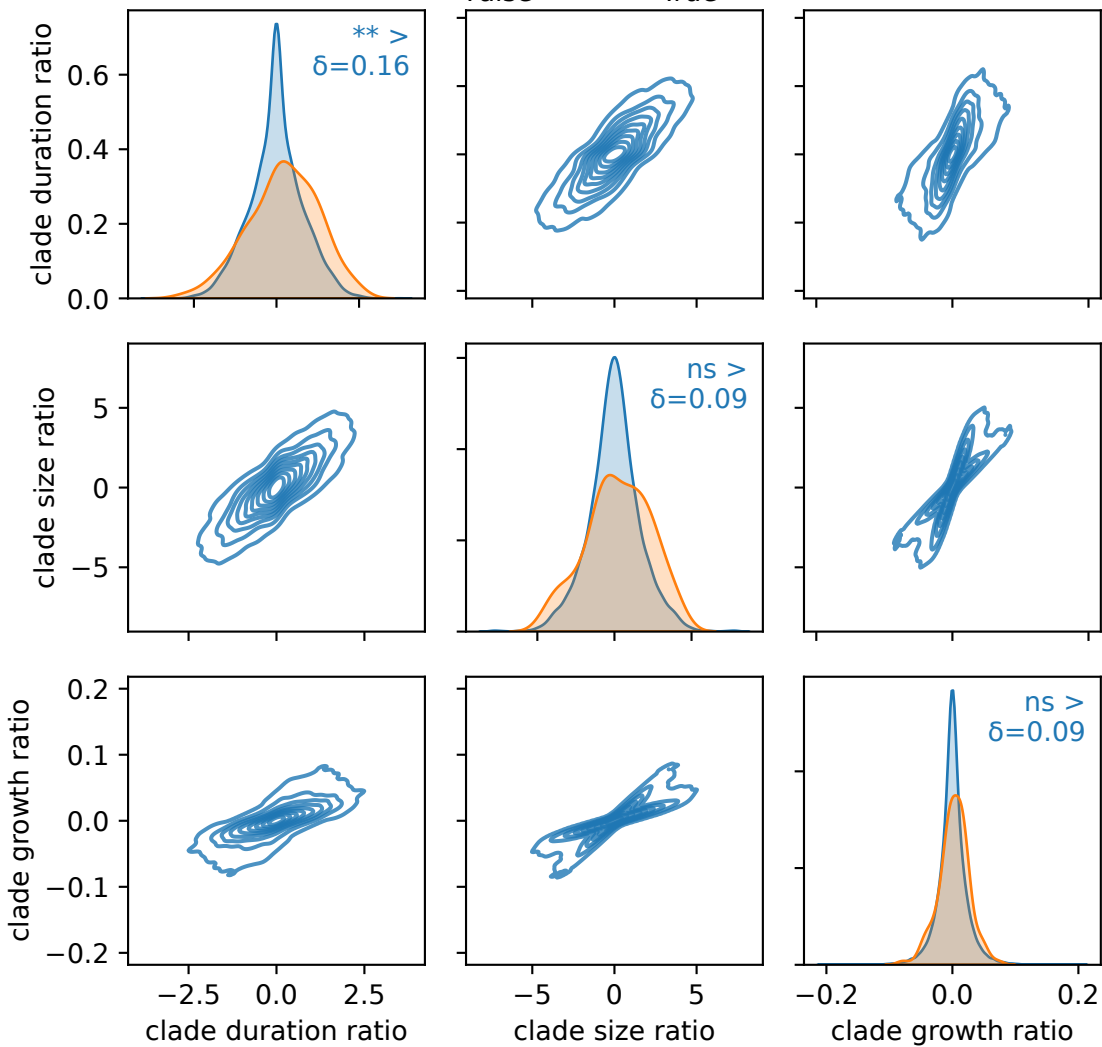 clade duration ratio
0.6
0.4
0.2
0.0
** >
δ=0.16
clade size ratio
5
0
−5
ns >
δ=0.09
clade growth ratio
0.2
0.1
0.0
−0.1
−0.2
ns >
δ=0.09
−2.5 0.0 2.5
clade duration ratio
−5 0 5
clade size ratio
−0.2 0.0 0.2
clade growth ratio